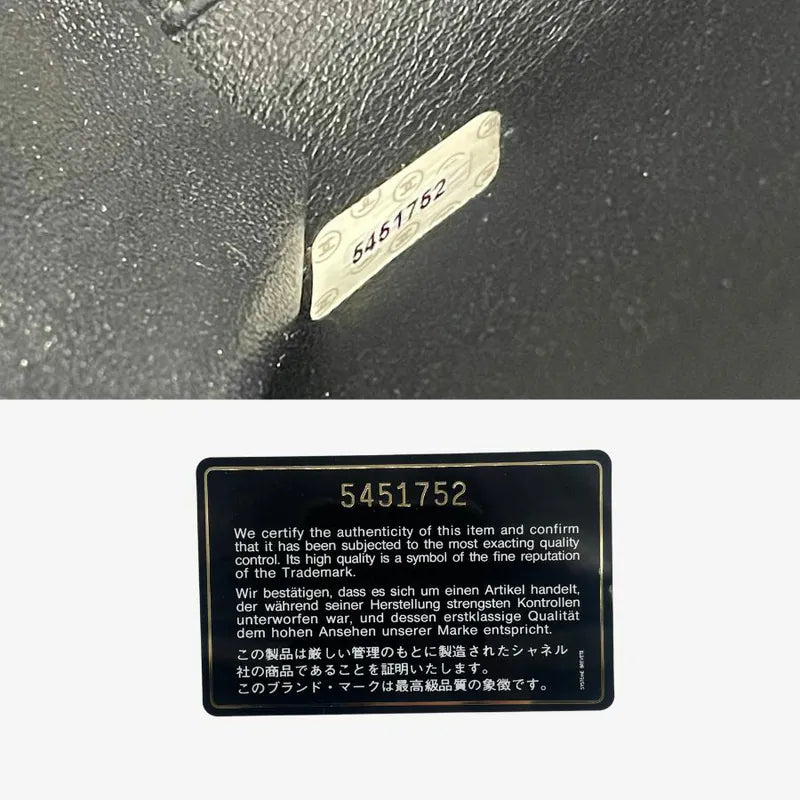 5451752
5451752
We certify the authenticity of this item and confirm
that it has been subjected to the most exacting quality
control. Its high quality is a symbol of the fine reputation
of the Trademark.
Wir bestätigen, dass es sich um einen Artikel handelt,
der während seiner Herstellung strengsten Kontrollen
unterworfen war, und dessen erstklassige Qualität
dem hohen Ansehen unserer Marke entspricht.
この製品は厳しい管理のもとに製造されたシャネル
社の商品であることを証明いたします。
このブランド・マークは最高級品質の象徴です。
SYSTEME BREVETE